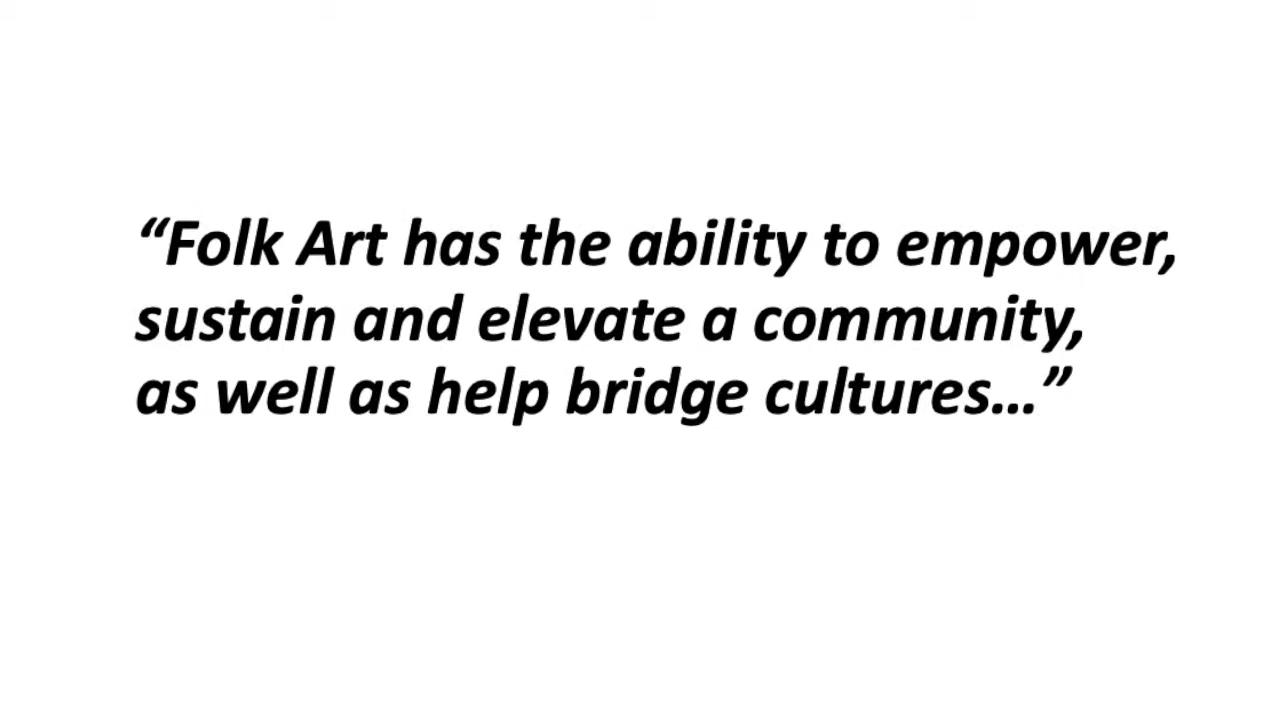 “Folk Art has the ability to empower,
sustain and elevate a community,
as well as help bridge cultures…”